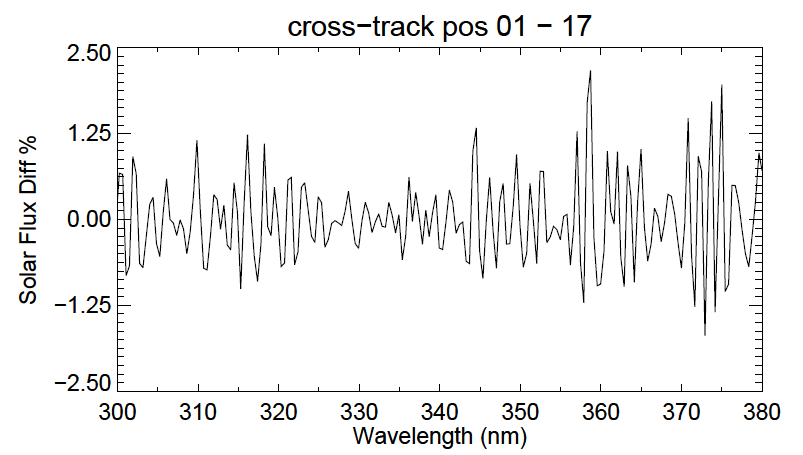 cross−track pos 01 − 17
Solar Flux Diff %
2.50
1.25
0.00
−1.25
−2.50
300 310 320 330 340 350 360 370 380
Wavelength (nm)